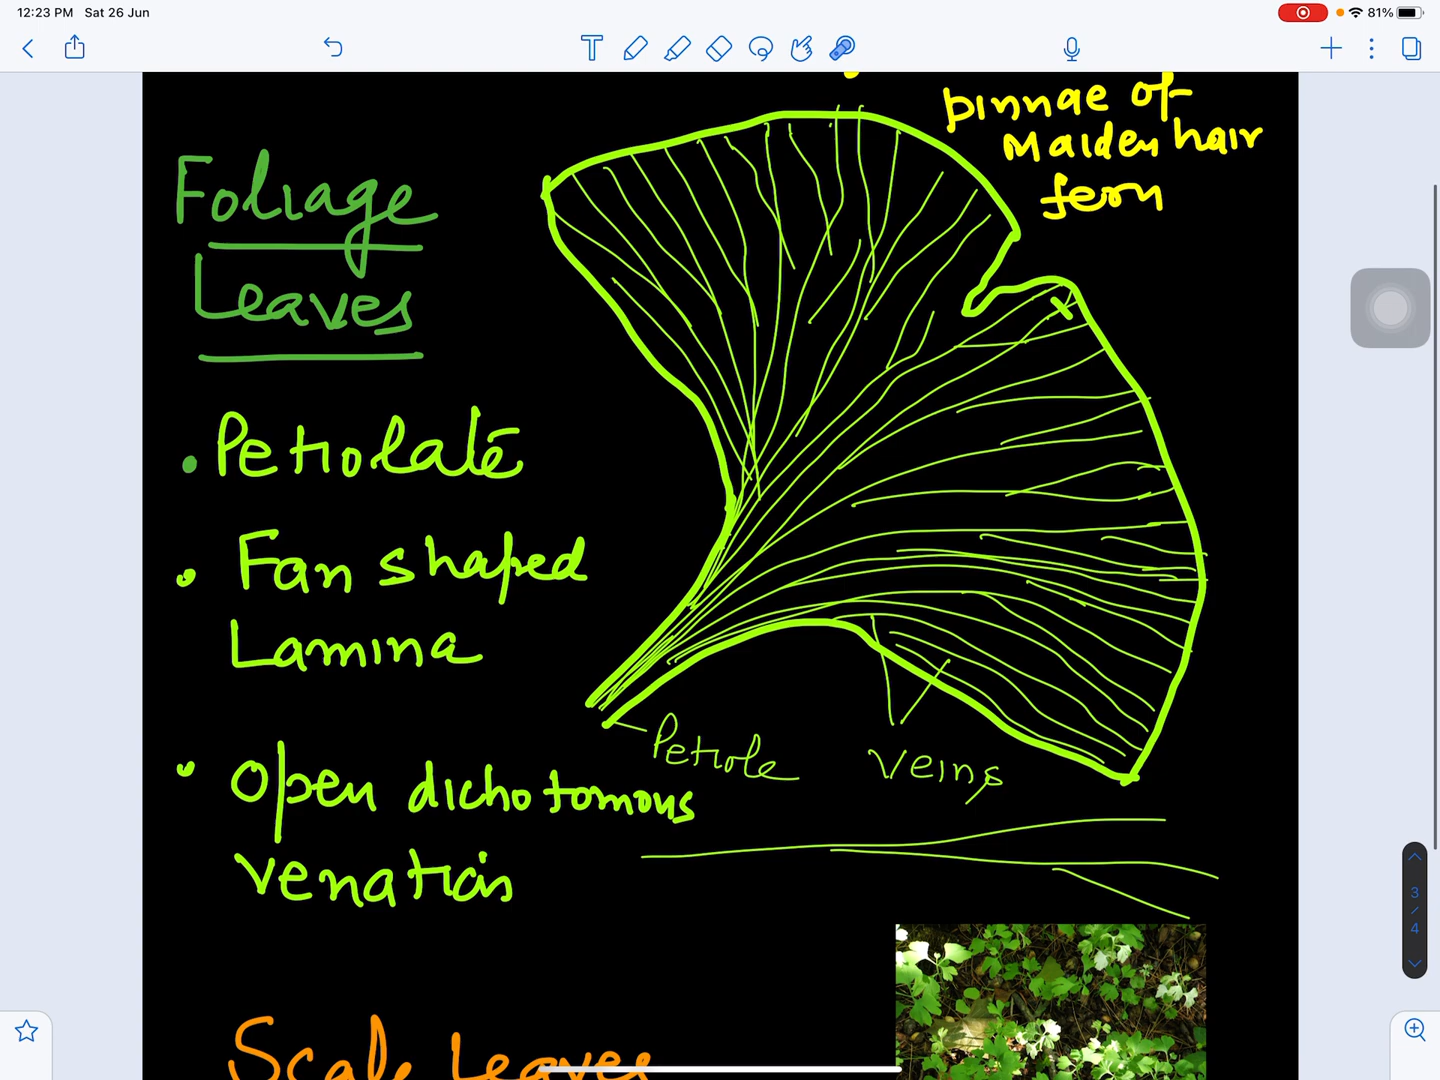 12:23 PM Sat 26 Jun
81%
pinnae of
Maiden hair
fern
Foliage
Leaves
• Petiolate
• Fan shaped
Lamina
Petiole
Veins
• Open dichotomous
venation
3
/
4
Scale Leaves